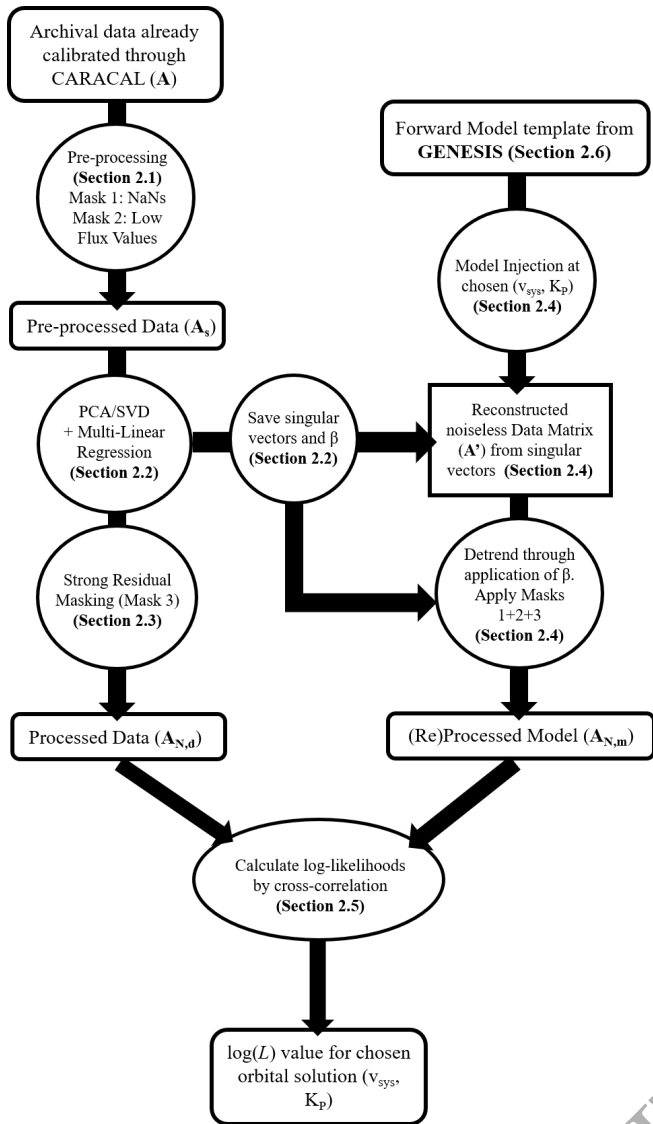 Archival data already
calibrated through
CARACAL (A)
Pre-processing
(Section 2.1)
Mask 1: NaNs
Mask 2: Low
Flux Values
Pre-processed Data (As)
PCA/SVD
+ Multi-Linear
Regression
(Section 2.2)
Save singular
vectors and β
(Section 2.2)
Strong Residual
Masking (Mask 3)
(Section 2.3)
Processed Data (AN,d)
Forward Model template from
GENESIS (Section 2.6)
Model Injection at
chosen (vsys, KP)
(Section 2.4)
Reconstructed
noiseless Data Matrix
(A’) from singular
vectors (Section 2.4)
Detrend through
application of β.
Apply Masks
1+2+3
(Section 2.4)
(Re)Processed Model (AN,m)
Calculate log-likelihoods
by cross-correlation
(Section 2.5)
log(L) value for chosen
orbital solution (vsys,
KP)